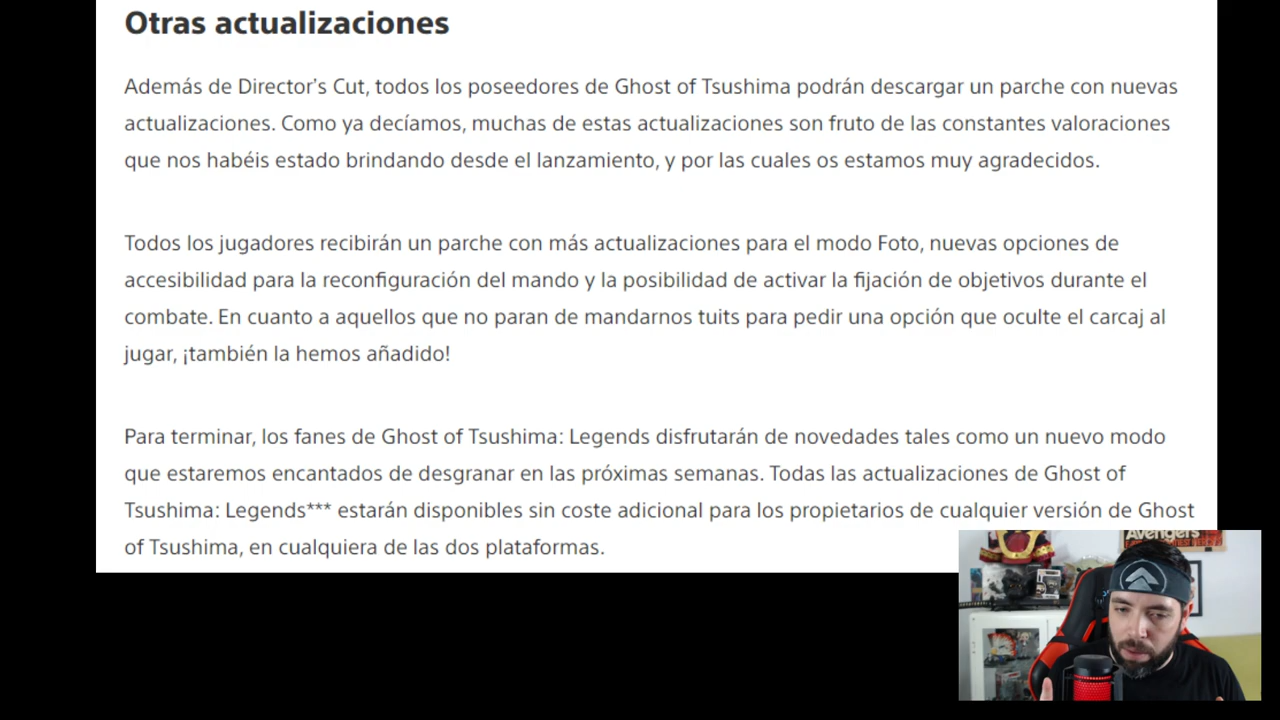 Otras actualizaciones
Además de Director's Cut, todos los poseedores de Ghost of Tsushima podrán descargar un parche con nuevas
actualizaciones. Como ya decíamos, muchas de estas actualizaciones son fruto de las constantes valoraciones
que nos habéis estado brindando desde el lanzamiento, y por las cuales os estamos muy agradecidos.
Todos los jugadores recibirán un parche con más actualizaciones para el modo Foto, nuevas opciones de
accesibilidad para la reconfiguración del mando y la posibilidad de activar la fijación de objetivos durante el
combate. En cuanto a aquellos que no paran de mandarnos tuits para pedir una opción que oculte el carcaj al
jugar, ¡también la hemos añadido!
Para terminar, los fanes de Ghost of Tsushima: Legends disfrutarán de novedades tales como un nuevo modo
que estaremos encantados de desgranar en las próximas semanas. Todas las actualizaciones de Ghost of
Tsushima: Legends*** estarán disponibles sin coste adicional para los propietarios de cualquier versión de Ghost
of Tsushima, en cualquiera de las dos plataformas.
Avengers